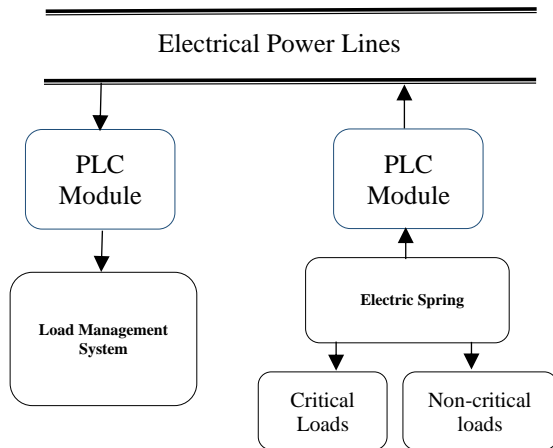 Electrical Power Lines
PLC
Module
PLC
Module
Load Management
System
Electric Spring
Critical
Loads
Non-critical
loads